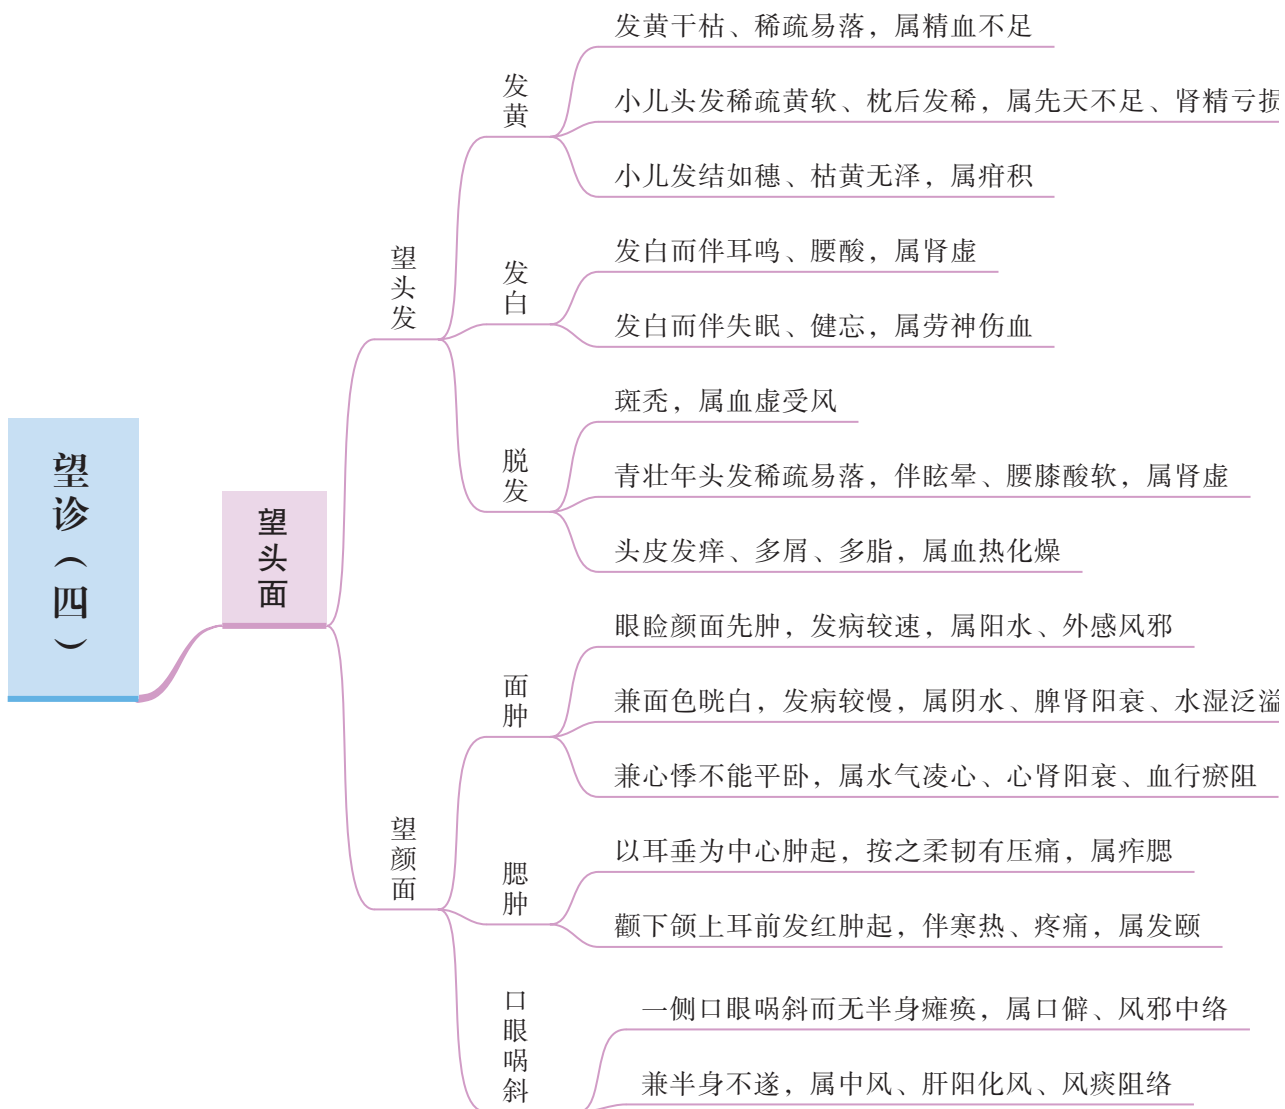 望诊（四）
望头面
望头发
发黄
发黄干枯、稀疏易落，属精血不足
小儿头发稀疏黄软、枕后发稀，属先天不足、肾精亏损
小儿发结如穗、枯黄无泽，属疳积
发白
发白而伴耳鸣、腰酸，属肾虚
发白而伴失眠、健忘，属劳神伤血
脱发
斑秃，属血虚受风
青壮年头发稀疏易落，伴眩晕、腰膝酸软，属肾虚
头皮发痒、多屑、多脂，属血热化燥
望颜面
面肿
眼睑颜面先肿，发病较速，属阳水、外感风邪
兼面色㿠白，发病较慢，属阴水、脾肾阳衰、水湿泛溢
兼心悸不能平卧，属水气凌心、心肾阳衰、血行瘀阻
腮肿
以耳垂为中心肿起，按之柔韧有压痛，属痄腮
颧下颌上耳前发红肿起，伴寒热、疼痛，属发颐
口眼㖞斜
一侧口眼㖞斜而无半身瘫痪，属口僻、风邪中络
兼半身不遂，属中风、肝阳化风、风痰阻络